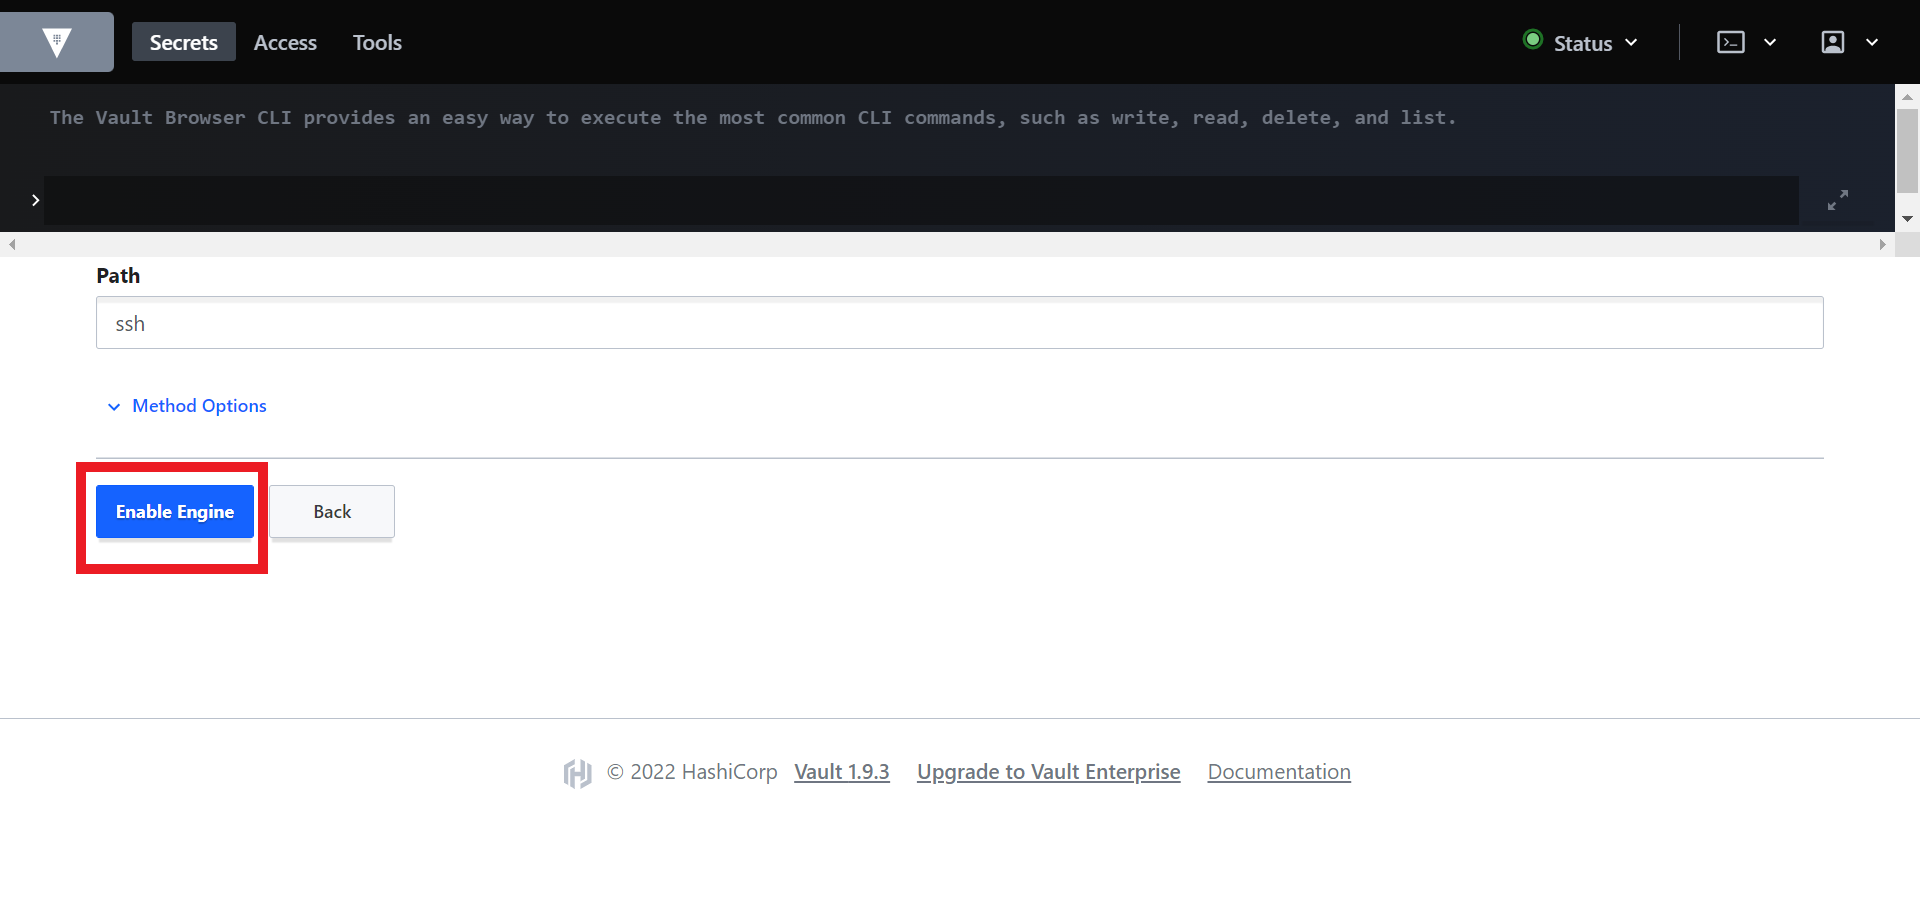 Secrets Access Tools Status
The Vault Browser CLI provides an easy way to execute the most common CLI commands, such as write, read, delete, and list.
Path
ssh
Method Options
Enable Engine Back
© 2022 HashiCorp Vault 1.9.3 Upgrade to Vault Enterprise Documentation